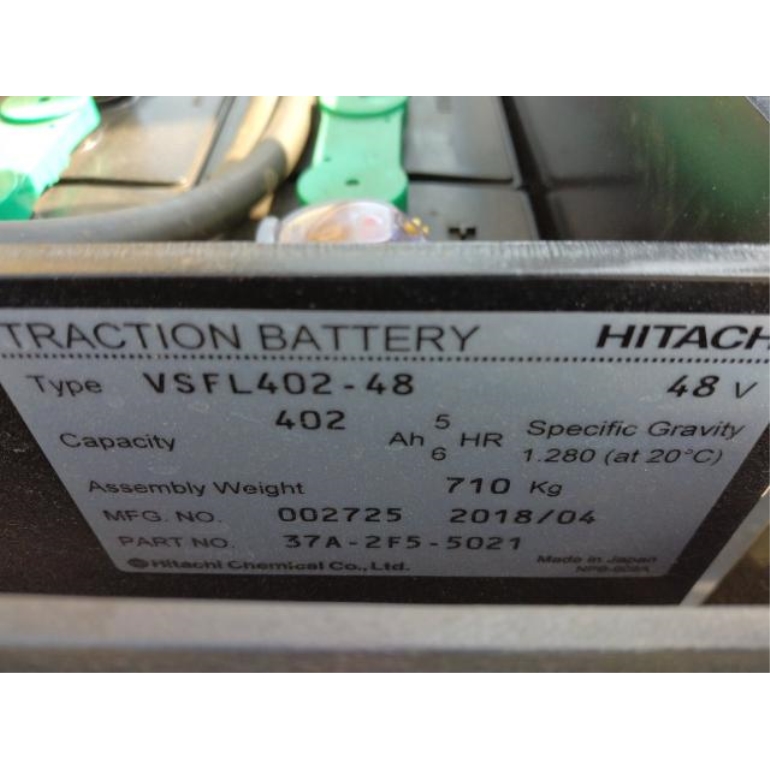 TRACTION BATTERY HITACH
Type VSFL402-48 48 V
Capacity 402 Ah 5 6 HR Specific Gravity
1.280 (at 20°C)
Assembly Weight 710 Kg
MFG. NO. 002725 2018/04
PART NO. 37A-2F5-5021
Hitachi Chemical Co., Ltd. Made in Japan